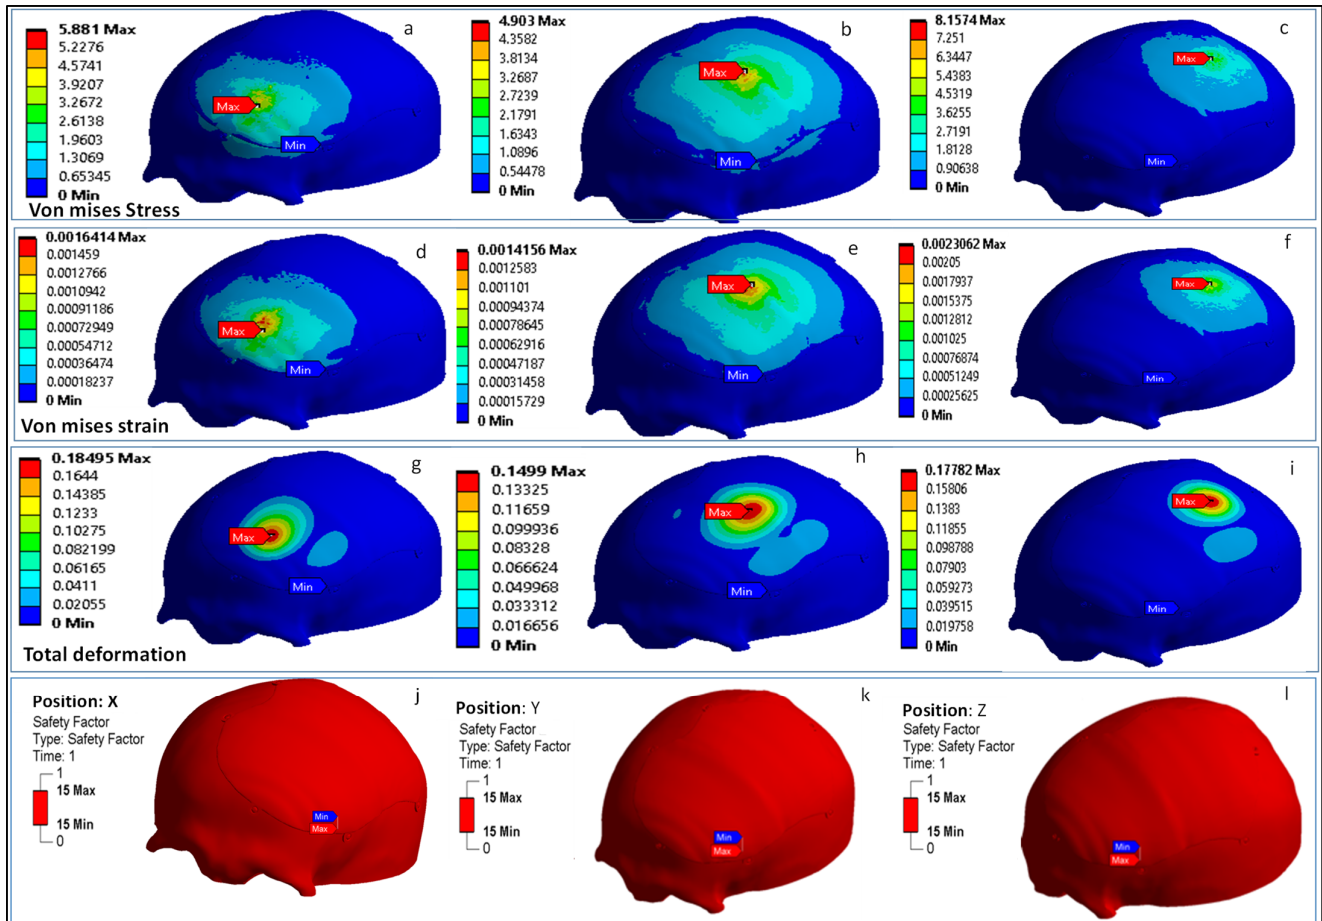 a
5.881 Max
5.2276
4.5741
3.9207
3.2672
2.6138
1.9603
1.3069
0.65345
0 Min
Max
Min
b
4.903 Max
4.3582
3.8134
3.2687
2.7239
2.1791
1.6343
1.0896
0.54478
0 Min
Max
Min
c
8.1574 Max
7.251
6.3447
5.4383
4.5319
3.6255
2.7191
1.8128
0.90638
0 Min
Max
Min
Von mises Stress
d
0.0016414 Max
0.001459
0.0012766
0.0010942
0.00091186
0.00072949
0.00054712
0.00036474
0.00018237
0 Min
Max
Min
e
0.0014156 Max
0.0012583
0.001101
0.00094374
0.00078645
0.00062916
0.00047187
0.00031458
0.00015729
0 Min
Max
Min
f
0.0023062 Max
0.00205
0.0017937
0.0015375
0.0012812
0.001025
0.00076874
0.00051249
0.00025625
0 Min
Max
Min
Von mises strain
g
0.18495 Max
0.1644
0.14385
0.1233
0.10275
0.082199
0.06165
0.0411
0.02055
0 Min
Max
Min
h
0.1499 Max
0.13325
0.11659
0.099936
0.08328
0.066624
0.049968
0.033312
0.016656
0 Min
Max
Min
i
0.17782 Max
0.15806
0.1383
0.11855
0.098788
0.07903
0.059273
0.039515
0.019758
0 Min
Max
Min
Total deformation
j
Position: X
Safety Factor
Type: Safety Factor
Time: 1
1
15 Max
15 Min
0
Min
Max
k
Position: Y
Safety Factor
Type: Safety Factor
Time: 1
1
15 Max
15 Min
0
Min
Max
l
Position: Z
Safety Factor
Type: Safety Factor
Time: 1
1
15 Max
15 Min
0
Min
Max